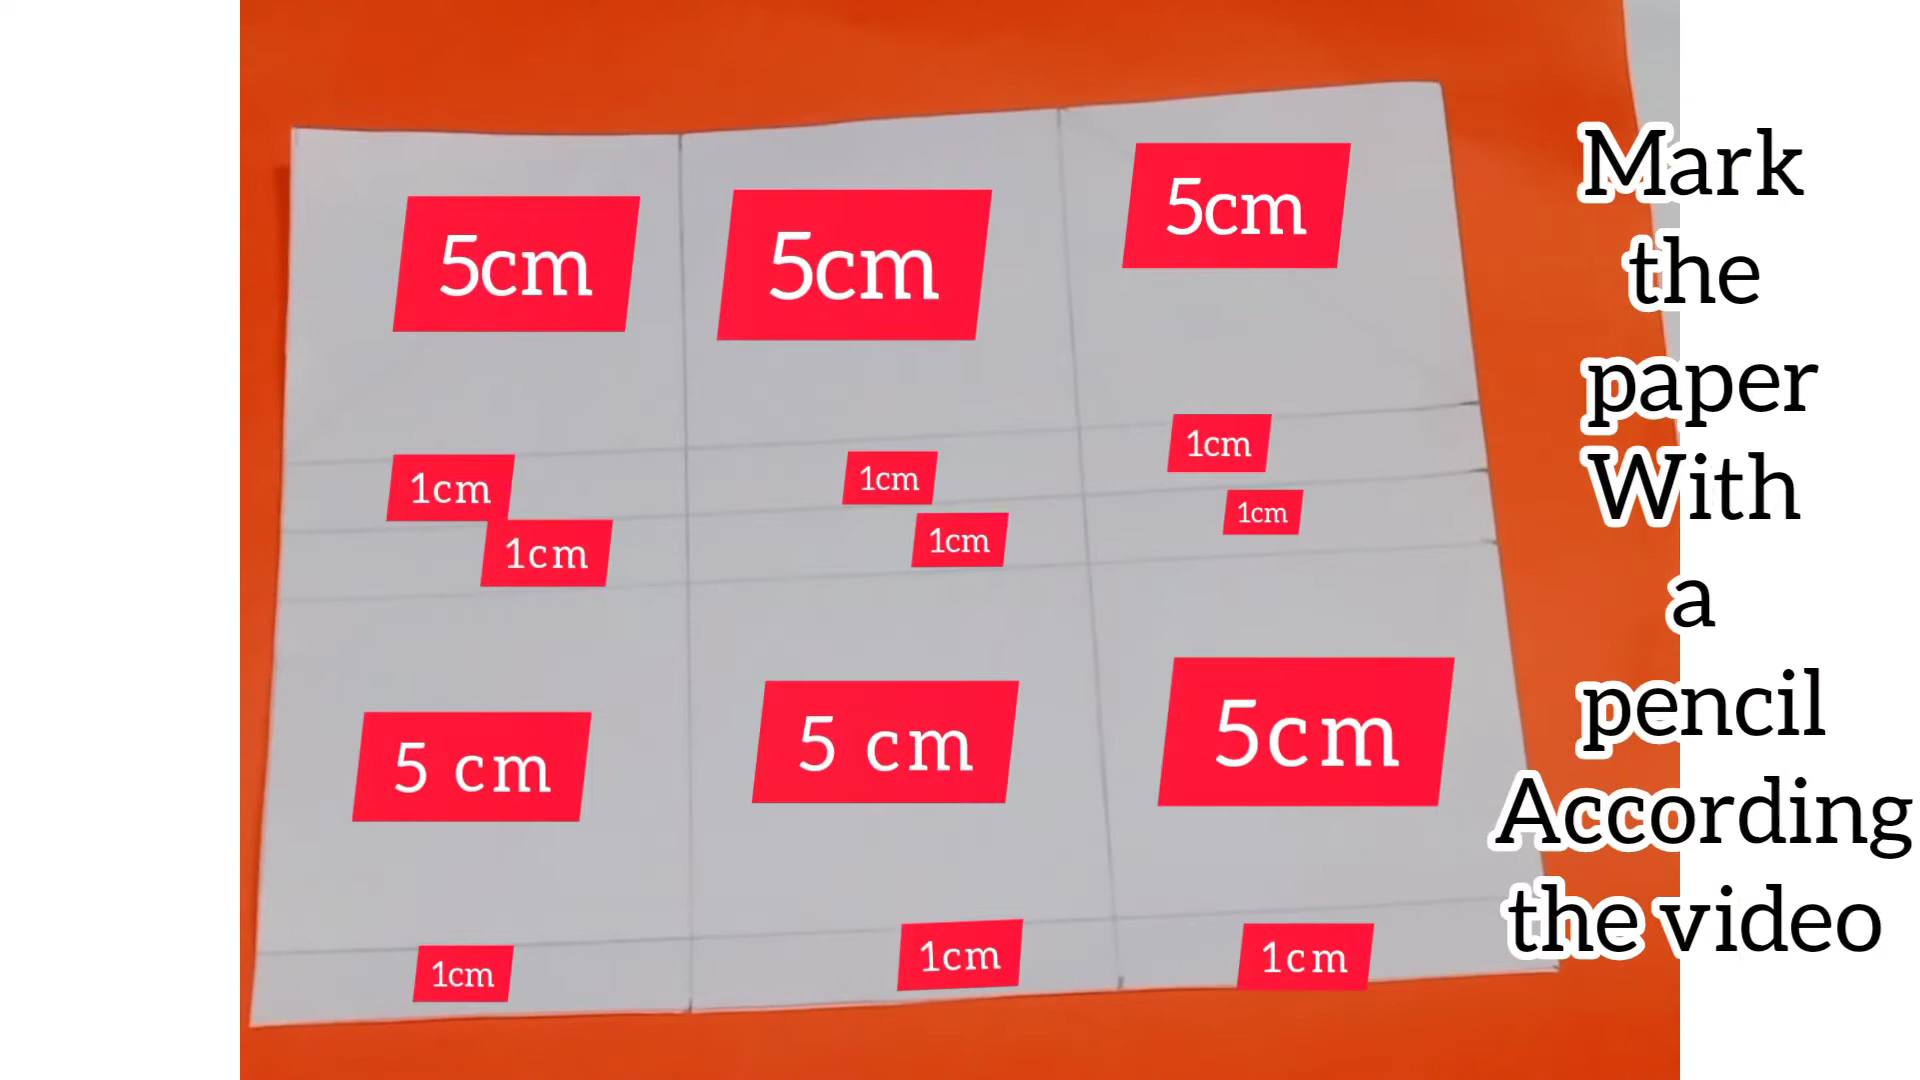 5cm 5cm 5cm
1cm 1cm 1cm
1cm 1cm 1cm
5 cm 5 cm 5cm
1cm 1cm 1cm
Mark
the
paper
With
a
pencil
According
the video